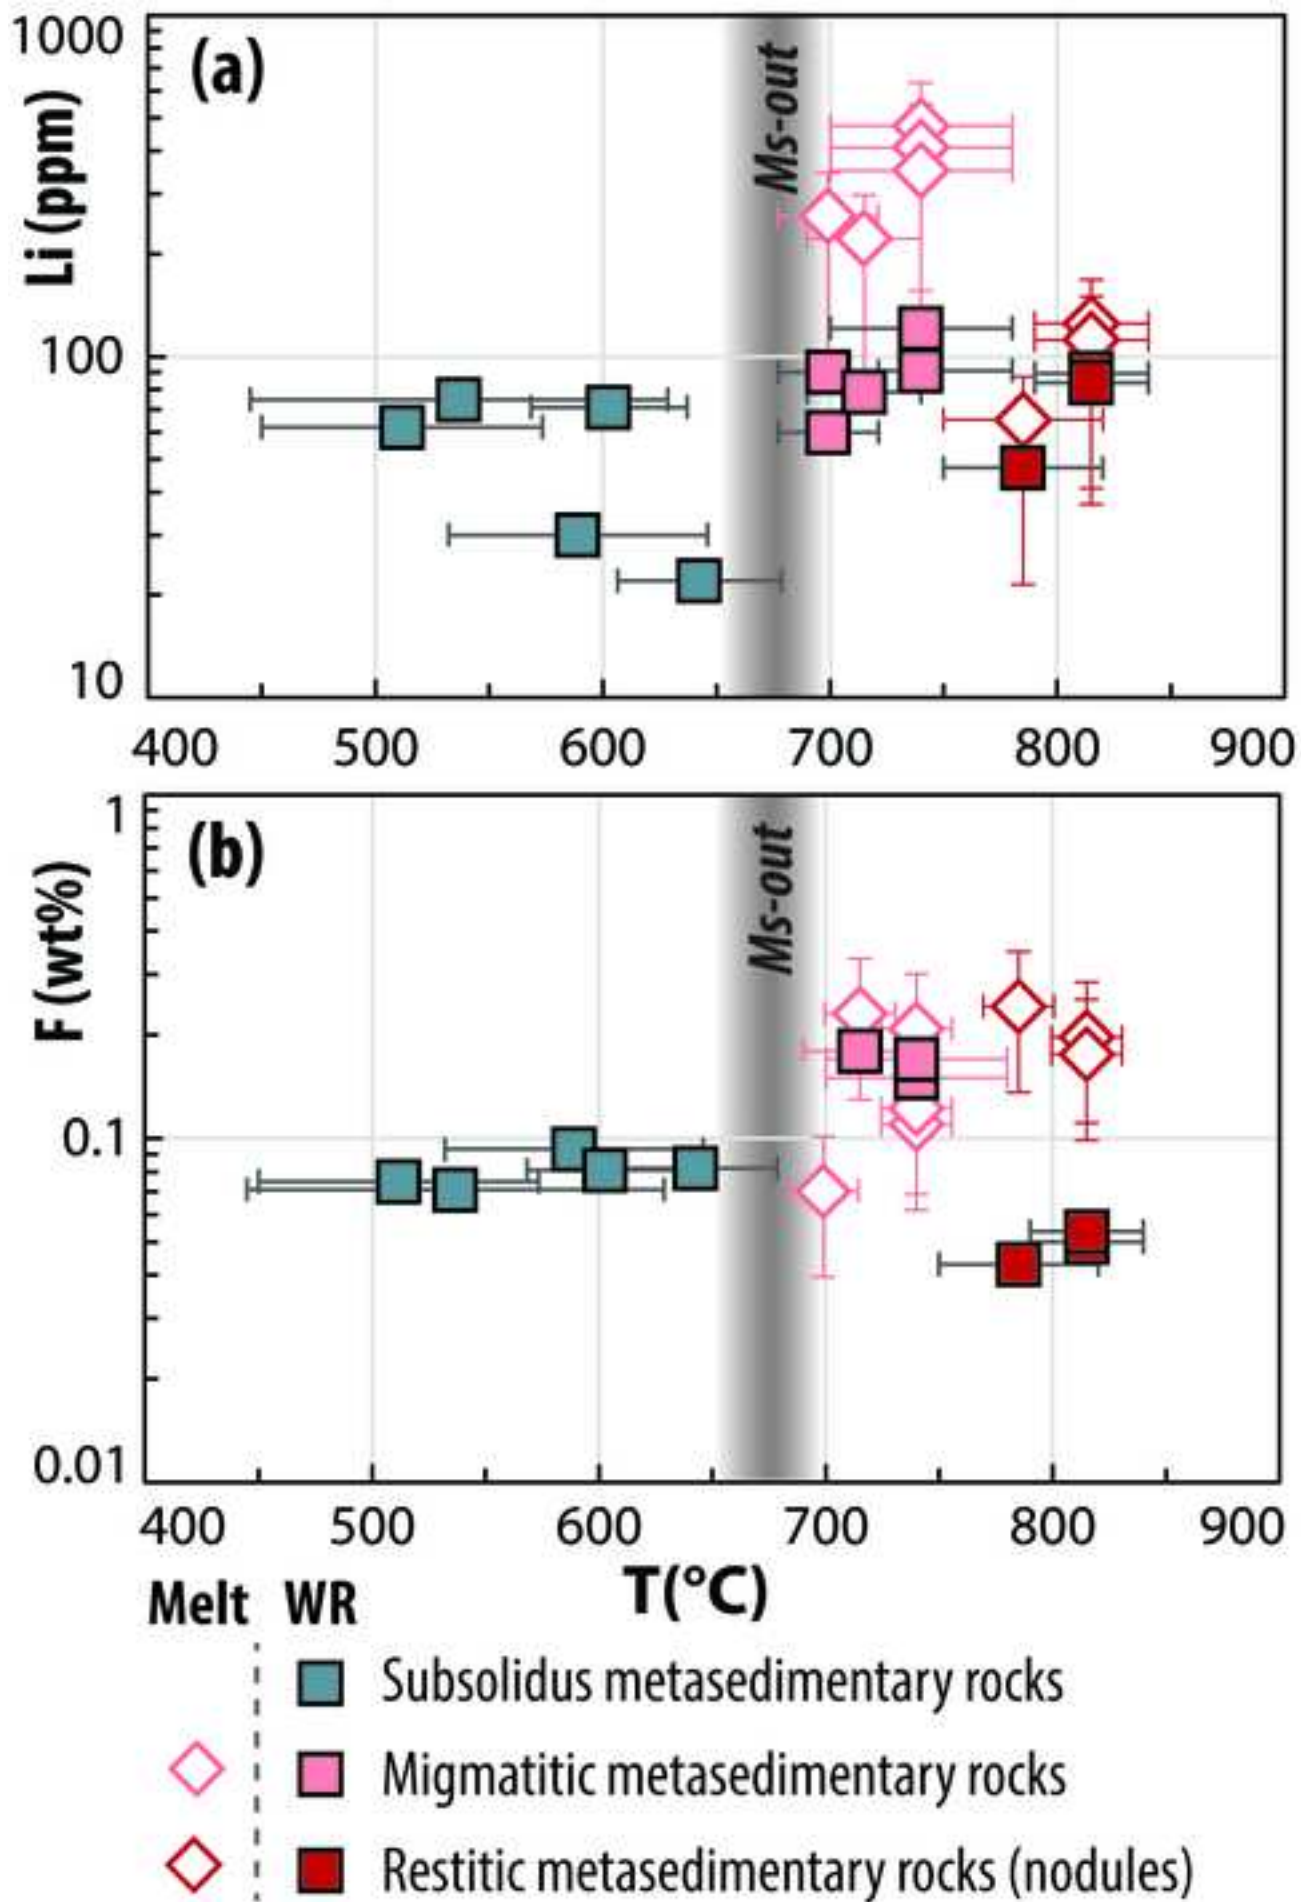 1000
(a)
Ms-out
Li (ppm)
100
10
400 500 600 700 800 900
1
(b)
Ms-out
F (wt%)
0.1
0.01
400 500 600 700 800 900
T(°C)
Melt WR
Subsolidus metasedimentary rocks
Migmatitic metasedimentary rocks
Restitic metasedimentary rocks (nodules)